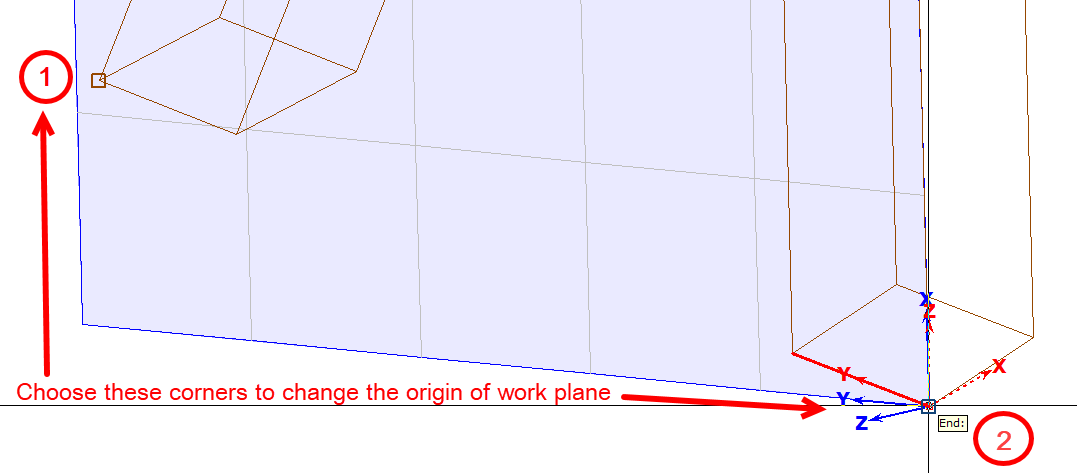 1
X
Z
X
Y
Choose these corners to change the origin of work plane
Y
Z
End:
2